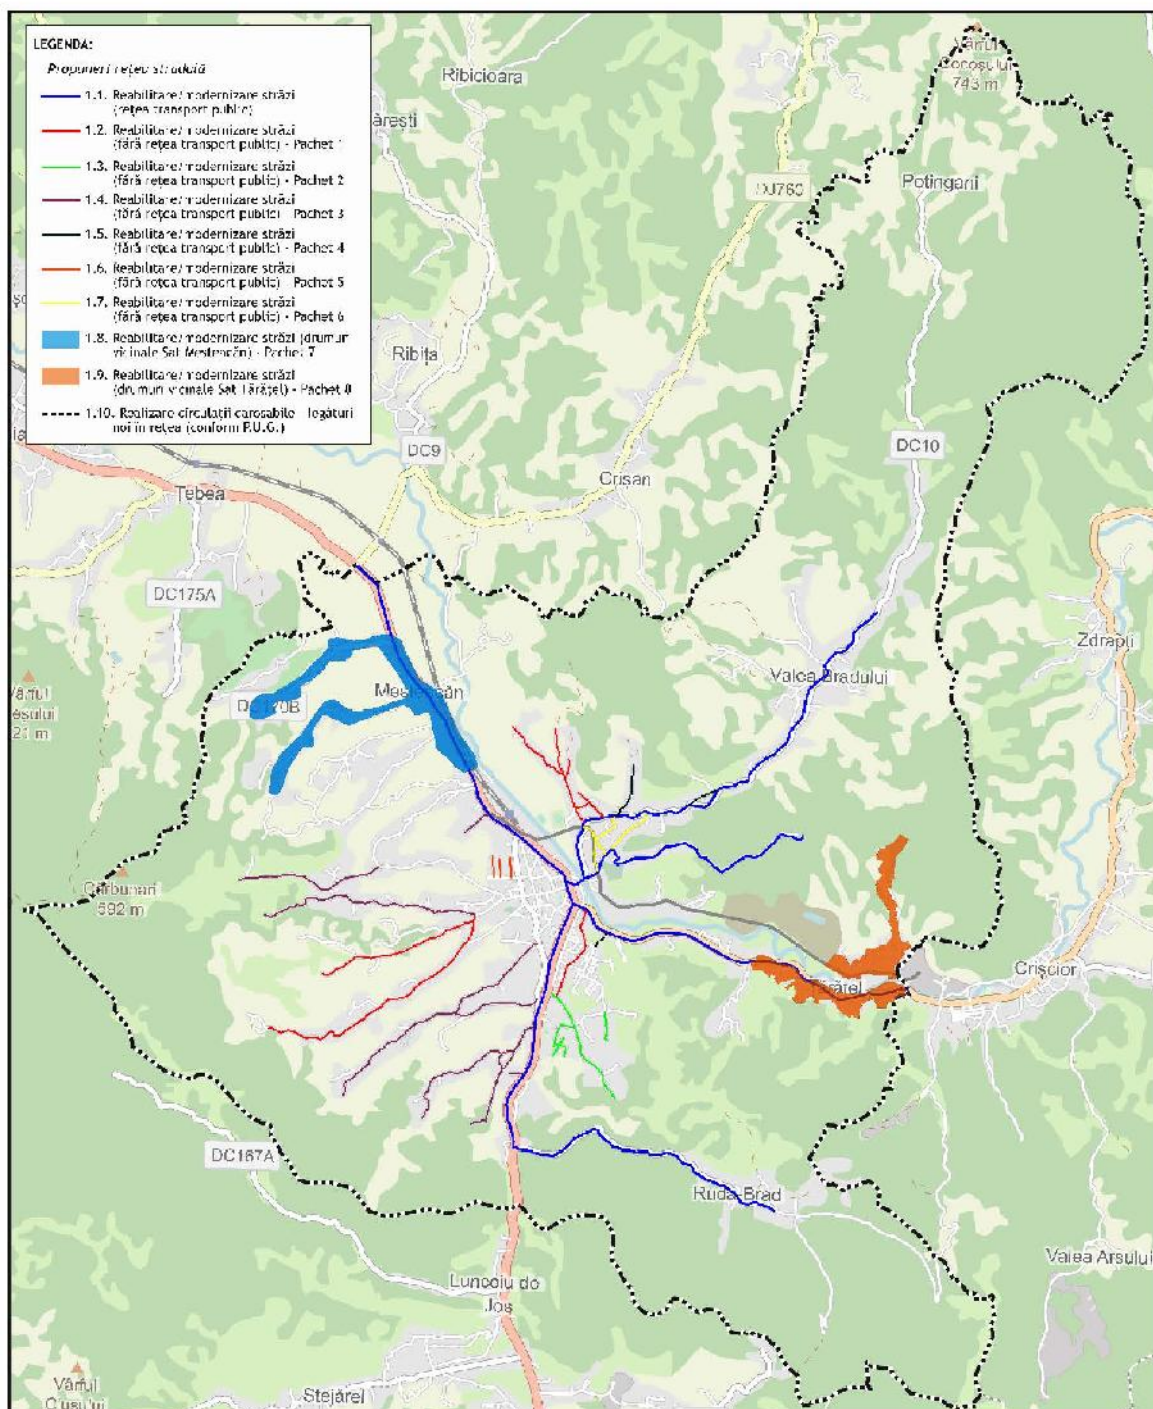 LEGENDA:
Propuneri rețea stradală
1.1. Reabilitare/modernizare străzi
(rețea transport public)
1.2. Reabilitare/modernizare străzi
(fără rețea transport public) - Pachet 1
1.3. Reabilitare/modernizare străzi
(fără rețea transport public) - Pachet 2
1.4. Reabilitare/modernizare străzi
(fără rețea transport public) - Pachet 3
1.5. Reabilitare/modernizare străzi
(fără rețea transport public) - Pachet 4
1.6. Reabilitare/modernizare străzi
(fără rețea transport public) - Pachet 5
1.7. Reabilitare/modernizare străzi
(fără rețea transport public) - Pachet 6
1.8. Reabilitare/modernizare străzi (drumuri
vicinale Sat Mesteacăn) - Pachet 7
1.9. Reabilitare/modernizare străzi
(drumuri vicinale Sat Țărățel) - Pachet 8
1.10. Realizare circulații carosabile - legături
noi în rețea (conform P.U.G.)
Vârful
743 m
Ribicioara
DJ760
Potingani
Ribița
DC9
DC10
Crișan
Țebea
DC175A
Zdrapți
Valea Bradului
Mesteacăn
Vârful
Cărbunari
592 m
Țărățel
Crișcior
DC167A
Ruda-Brad
Valea Arsului
Luncoiu de
Jos
Stejărel
Vârful